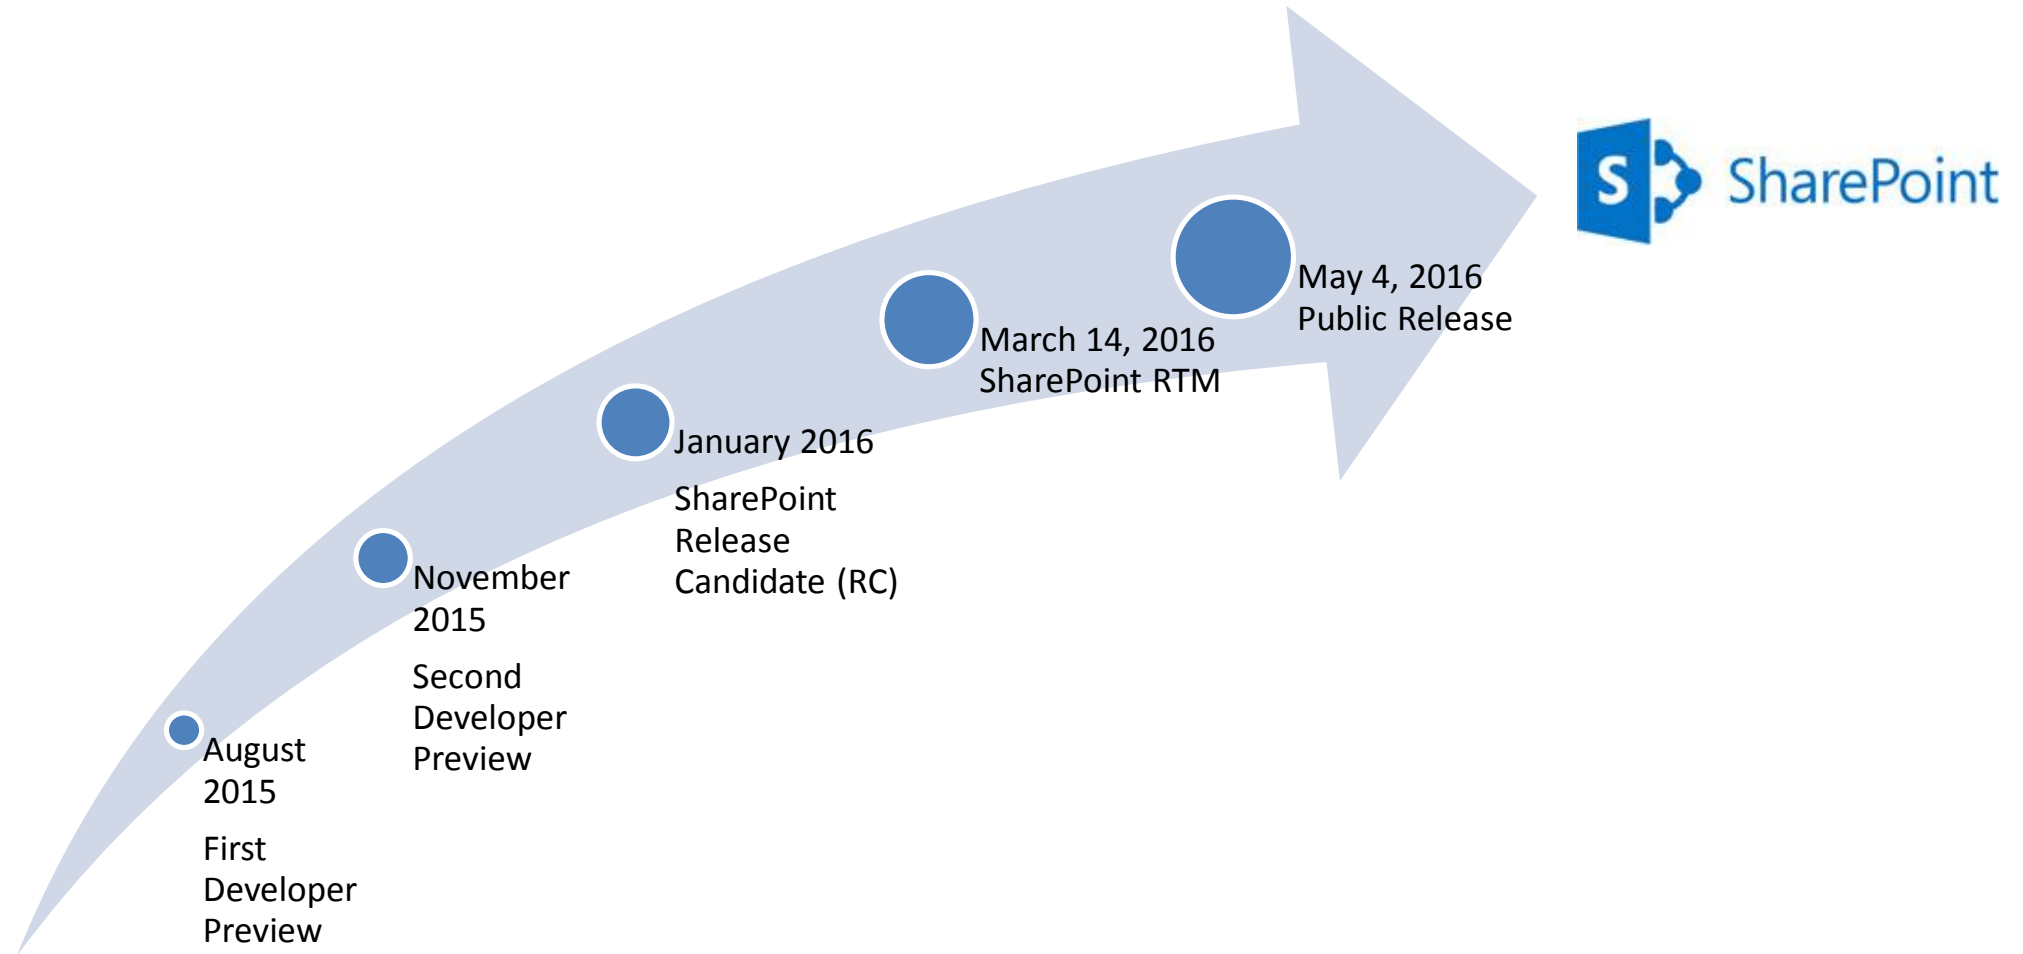 August
2015
First
Developer
Preview
November
2015
Second
Developer
Preview
January 2016
SharePoint
Release
Candidate (RC)
March 14, 2016
SharePoint RTM
May 4, 2016
Public Release
S SharePoint